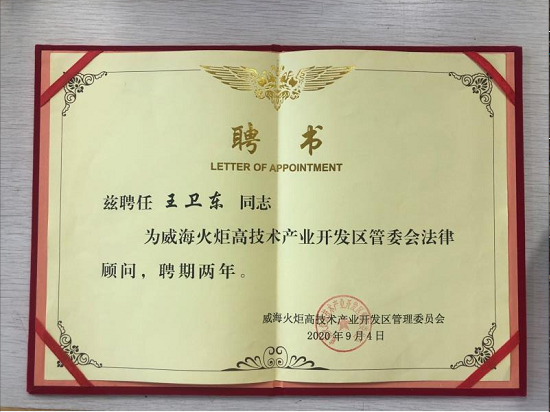 聘 书
LETTER OF APPOINTMENT
兹聘任 王卫东 同志
为威海火炬高技术产业开发区管委会法律
顾问，聘期两年。
威海火炬高技术产业开发区管理委员会
2020年9月4日